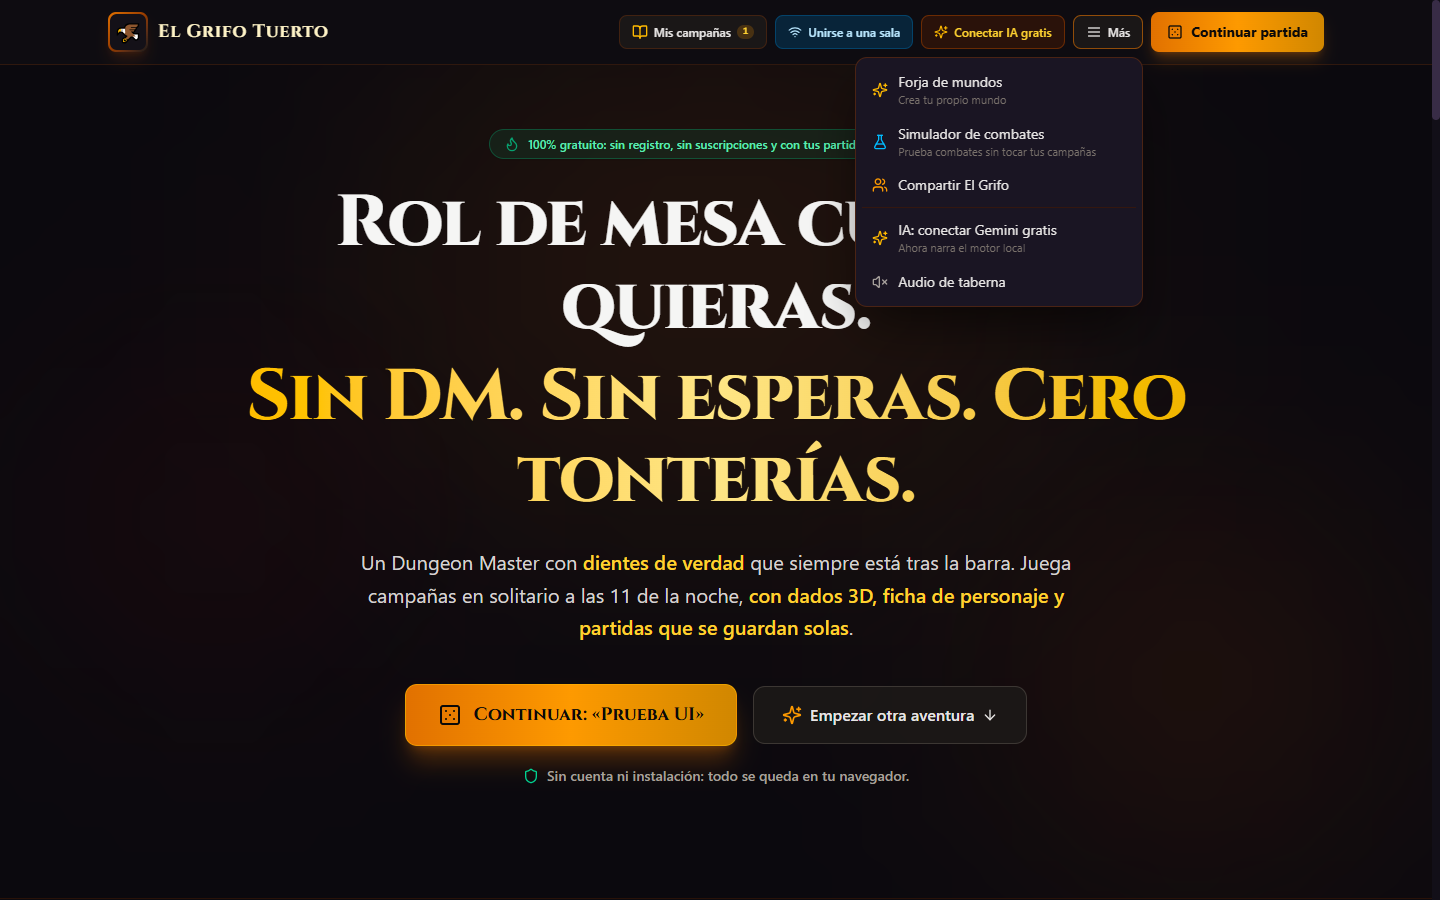 El Grifo Tuerto
Mis campañas 1
Unirse a una sala
Conectar IA gratis
Más
Continuar partida
Forja de mundos
Crea tu propio mundo
Simulador de combates
Prueba combates sin tocar tus campañas
Compartir El Grifo
IA: conectar Gemini gratis
Ahora narra el motor local
Audio de taberna
100% gratuito: sin registro, sin suscripciones y con tus partid
Rol de mesa cu
quieras.
Sin DM. Sin esperas. Cero
tonterías.
Un Dungeon Master con dientes de verdad que siempre está tras la barra. Juega
campañas en solitario a las 11 de la noche, con dados 3D, ficha de personaje y
partidas que se guardan solas.
Continuar: «Prueba UI»
Empezar otra aventura
Sin cuenta ni instalación: todo se queda en tu navegador.